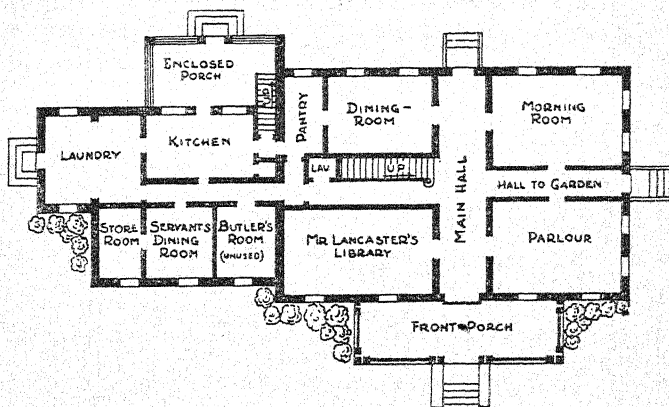 ENCLOSED
PORCH
UP
PANTRY
DINING-
ROOM
MORNING
ROOM
LAUNDRY
KITCHEN
LAV
UP
MAIN HALL
HALL TO GARDEN
STORE
ROOM
SERVANT'S
DINING
ROOM
BUTLER'S
ROOM
(UNUSED)
MR LANCASTER'S
LIBRARY
PARLOUR
FRONT PORCH